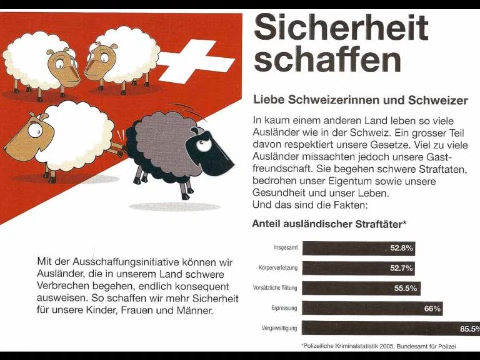 Sicherheit
schaffen
Liebe Schweizerinnen und Schweizer
In kaum einem anderen Land leben so viele
Ausländer wie in der Schweiz. Ein grosser Teil
davon respektiert unsere Gesetze. Viel zu viele
Ausländer missachten jedoch unsere Gast-
freundschaft. Sie begehen schwere Straftaten,
bedrohen unser Eigentum sowie unsere
Gesundheit und unser Leben.
Und das sind die Fakten:
Anteil ausländischer Straftäter*
Insgesamt 52.8%
Körperverletzung 52.7%
Vorsätzliche Tötung 55.5%
Erpressung 66%
Vergewaltigung 85.5%
*Polizeiliche Kriminalstatistik 2005, Bundesamt für Polizei
Mit der Ausschaffungsinitiative können wir
Ausländer, die in unserem Land schwere
Verbrechen begehen, endlich konsequent
ausweisen. So schaffen wir mehr Sicherheit
für unsere Kinder, Frauen und Männer.